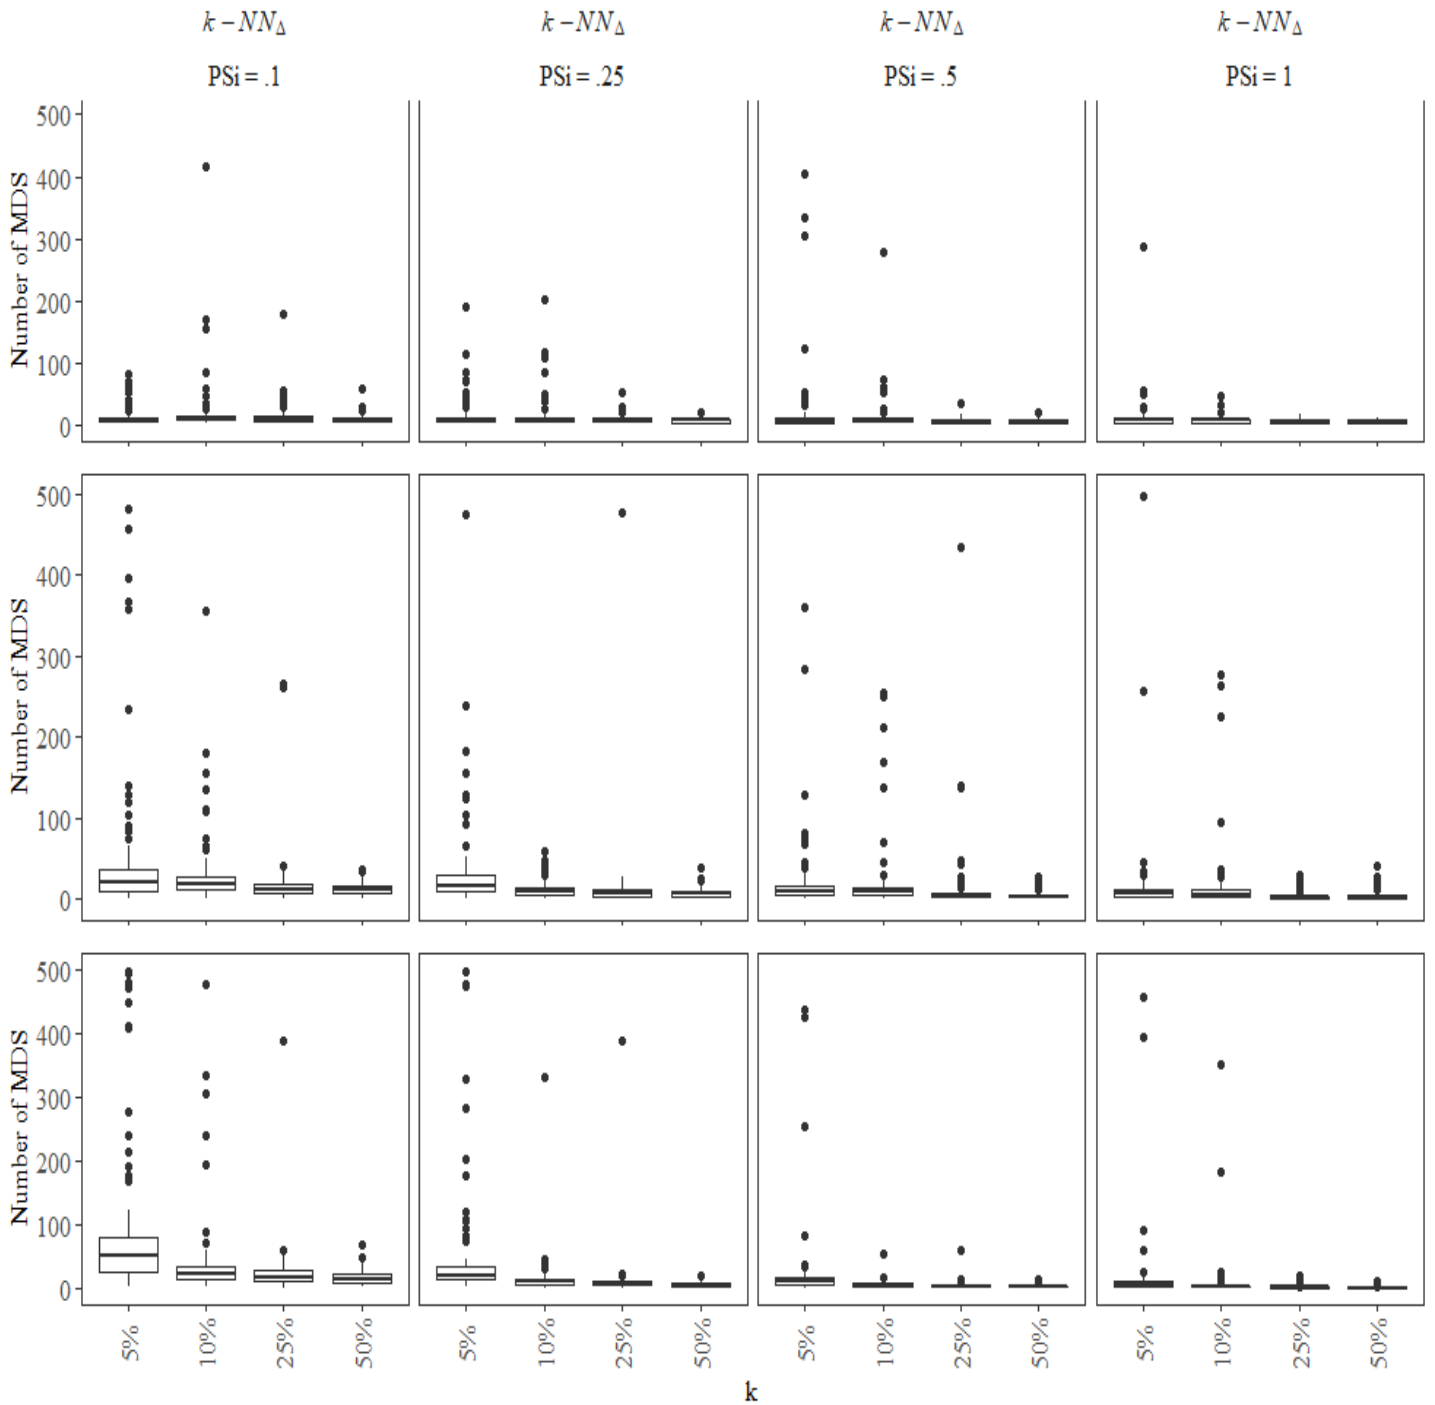 k – NN_Δ k – NN_Δ k – NN_Δ k – NN_Δ
PSi = .1 PSi = .25 PSi = .5 PSi = 1
500
400
300
200
100
0
Number of MDS
500
400
300
200
100
0
Number of MDS
500
400
300
200
100
0
Number of MDS
5% 10% 25% 50% 5% 10% 25% 50% 5% 10% 25% 50% 5% 10% 25% 50%
k